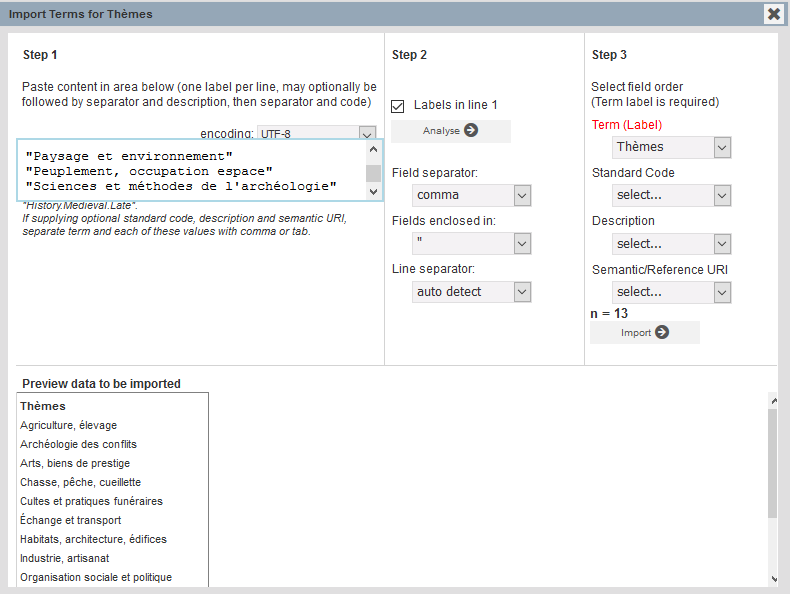 Import Terms for Thèmes
Step 1
Paste content in area below (one label per line, may optionally be
followed by separator and description, then separator and code)
encoding: UTF-8
"Paysage et environnement"
"Peuplement, occupation espace"
"Sciences et méthodes de l'archéologie"
"History.Medieval.Late".
If supplying optional standard code, description and semantic URI,
separate term and each of these values with comma or tab.
Step 2
Labels in line 1
Analyse
Field separator:
comma
Fields enclosed in:
"
Line separator:
auto detect
Step 3
Select field order
(Term label is required)
Term (Label)
Thèmes
Standard Code
select...
Description
select...
Semantic/Reference URI
select...
n = 13
Import
Preview data to be imported
Thèmes
Agriculture, élevage
Archéologie des conflits
Arts, biens de prestige
Chasse, pêche, cueillette
Cultes et pratiques funéraires
Échange et transport
Habitats, architecture, édifices
Industrie, artisanat
Organisation sociale et politique